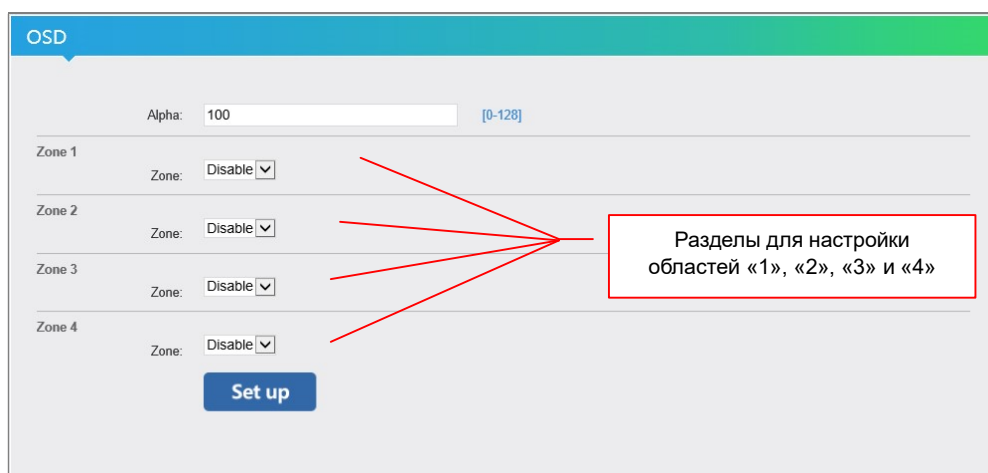 OSD
Alpha: 100 [0-128]
Zone 1
Zone: Disable
Zone 2
Zone: Disable
Zone 3
Zone: Disable
Zone 4
Zone: Disable
Set up
Разделы для настройки
областей «1», «2», «3» и «4»